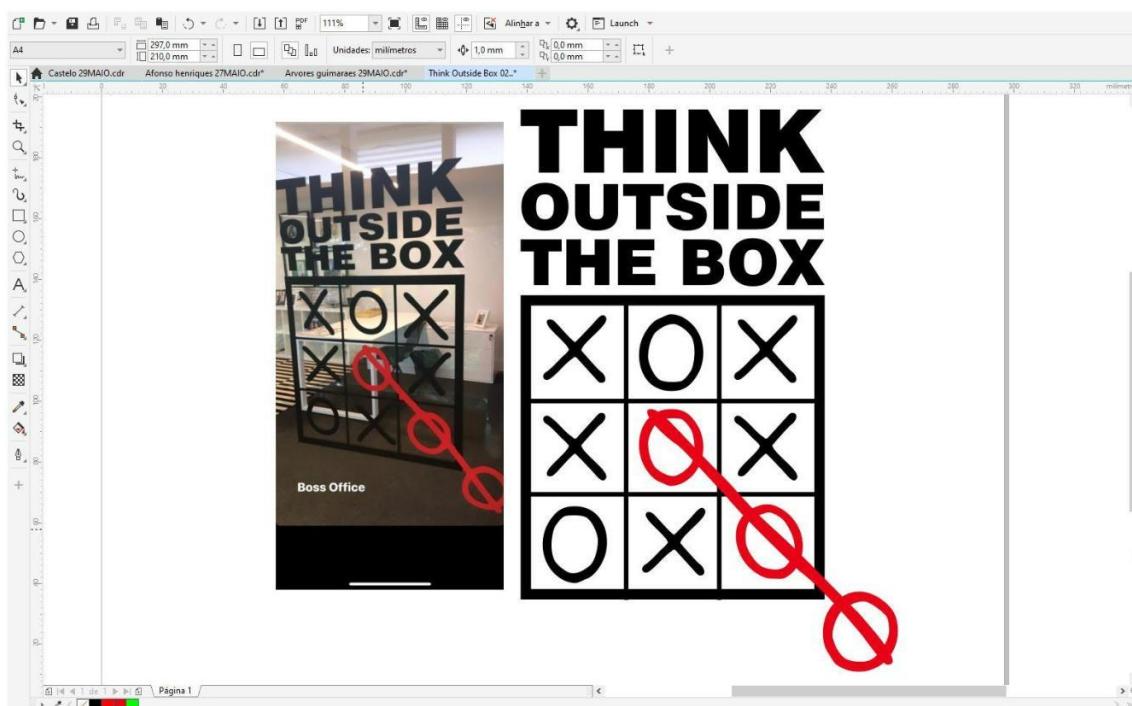 111%
Alinhar a
Launch
A4
297,0 mm
210,0 mm
Unidades: milímetros
1,0 mm
0,0 mm
0,0 mm
Castelo 29MAIO.cdr
Afonso henriques 27MAIO.cdr*
Arvores guimaraes 29MAIO.cdr*
Think Outside Box 02..*
THINK
OUTSIDE
THE BOX
X O X
X O X
O X O
O
Boss Office
THINK
OUTSIDE
THE BOX
X O X
X O X
O X O
O
1 de 1
Página 1